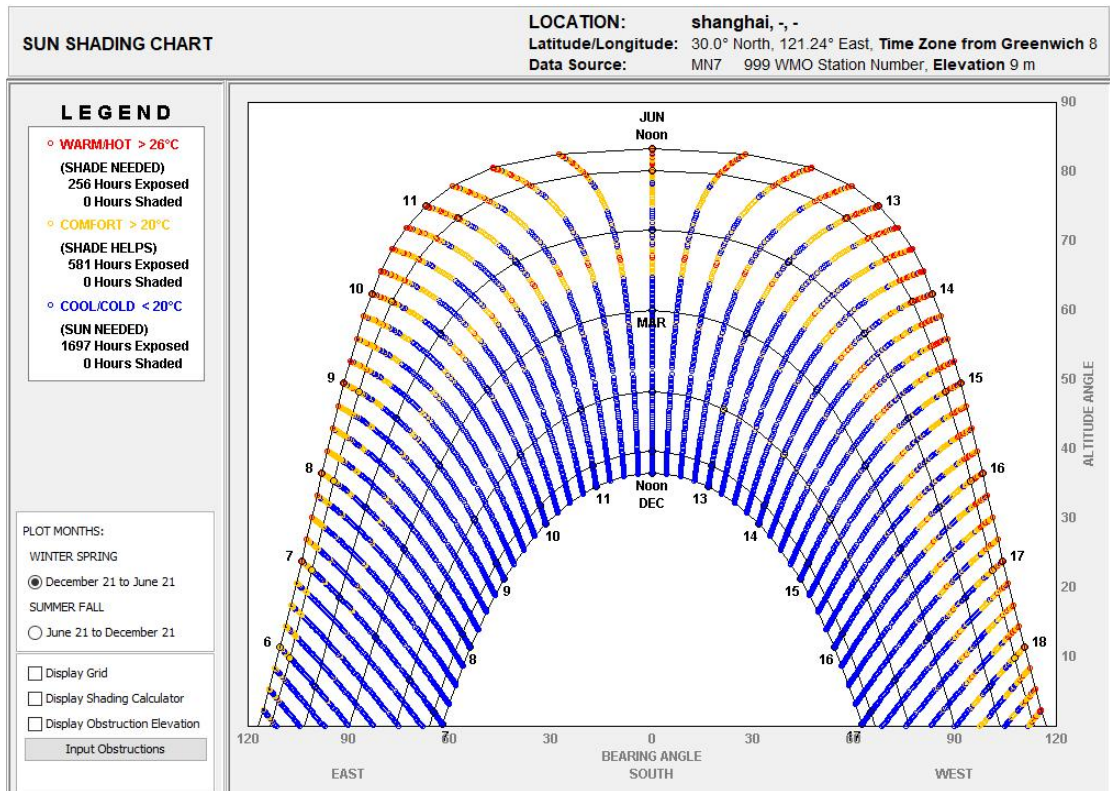 SUN SHADING CHART
LOCATION: shanghai, -, -
Latitude/Longitude: 30.0° North, 121.24° East, Time Zone from Greenwich 8
Data Source: MN7 999 WMO Station Number, Elevation 9 m
LEGEND
WARM/HOT > 26°C
(SHADE NEEDED)
256 Hours Exposed
0 Hours Shaded
COMFORT > 20°C
(SHADE HELPS)
581 Hours Exposed
0 Hours Shaded
COOL/COLD < 20°C
(SUN NEEDED)
1697 Hours Exposed
0 Hours Shaded
PLOT MONTHS:
WINTER SPRING
December 21 to June 21
SUMMER FALL
June 21 to December 21
Display Grid
Display Shading Calculator
Display Obstruction Elevation
Input Obstructions
JUN
Noon
11 13
10 14
9 15
8 16
7 17
6 18
MAR
Noon
DEC
11 13
10 14
9 15
8 16
7 17
90
80
70
60
50
40
30
20
10
ALTITUDE ANGLE
120 90 60 30 0 30 60 90 120
BEARING ANGLE
EAST SOUTH WEST